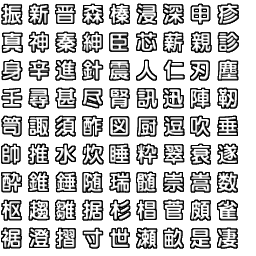 振新晋森榛浸深申疹
真神秦紳臣芯薪親診
身辛進針震人仁刃塵
壬尋甚尽腎訊迅陣靭
笥諏須酢図厨逗吹垂
帥推水炊睡粋翠衰遂
酔錐錘随瑞髄崇嵩数
枢趨雛据杉椙菅頗雀
裾澄摺寸世瀬畝是凄